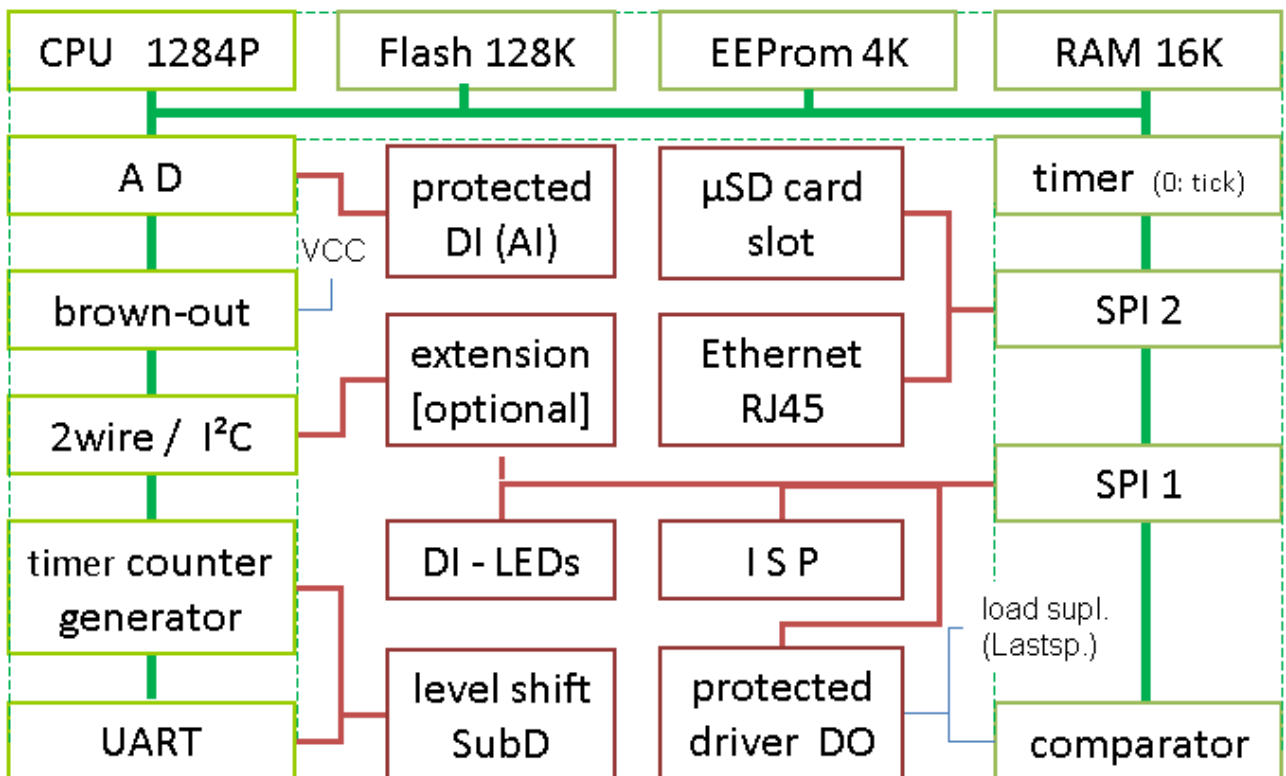 CPU 1284P
Flash 128K
EEProm 4K
RAM 16K
A D
protected
DI (AI)
µSD card
slot
timer (0: tick)
VCC
brown-out
SPI 2
extension
[optional]
Ethernet
RJ45
2wire / I²C
SPI 1
timer counter
generator
DI - LEDs
I S P
load supl.
(Lastsp.)
level shift
SubD
protected
driver DO
UART
comparator